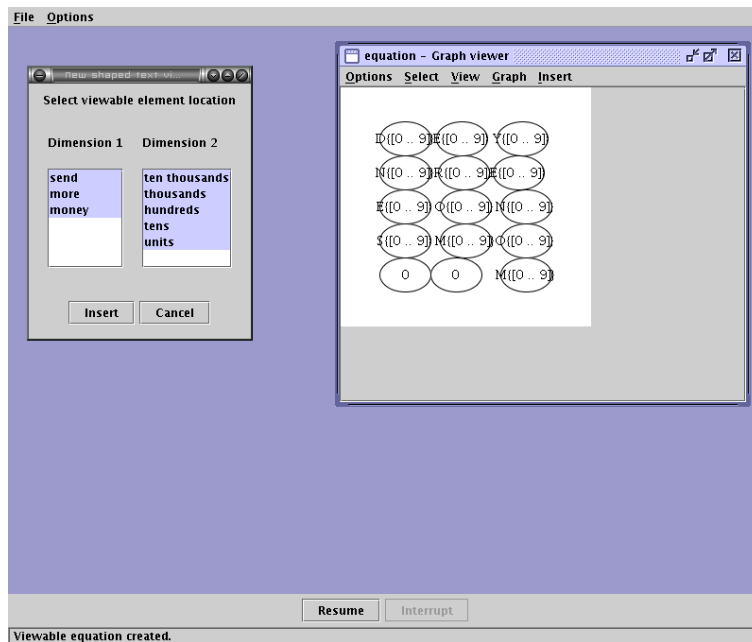 File Options
New shaped text vi...
Select viewable element location
Dimension 1 Dimension 2
send
more
money
ten thousands
thousands
hundreds
tens
units
Insert Cancel
equation - Graph viewer
Options Select View Graph Insert
D{[0 .. 9]} E{[0 .. 9]} Y{[0 .. 9]}
N{[0 .. 9]} R{[0 .. 9]} E{[0 .. 9]}
E{[0 .. 9]} O{[0 .. 9]} N{[0 .. 9]}
S{[0 .. 9]} M{[0 .. 9]} O{[0 .. 9]}
0 0 M{[0 .. 9]}
Resume Interrupt
Viewable equation created.